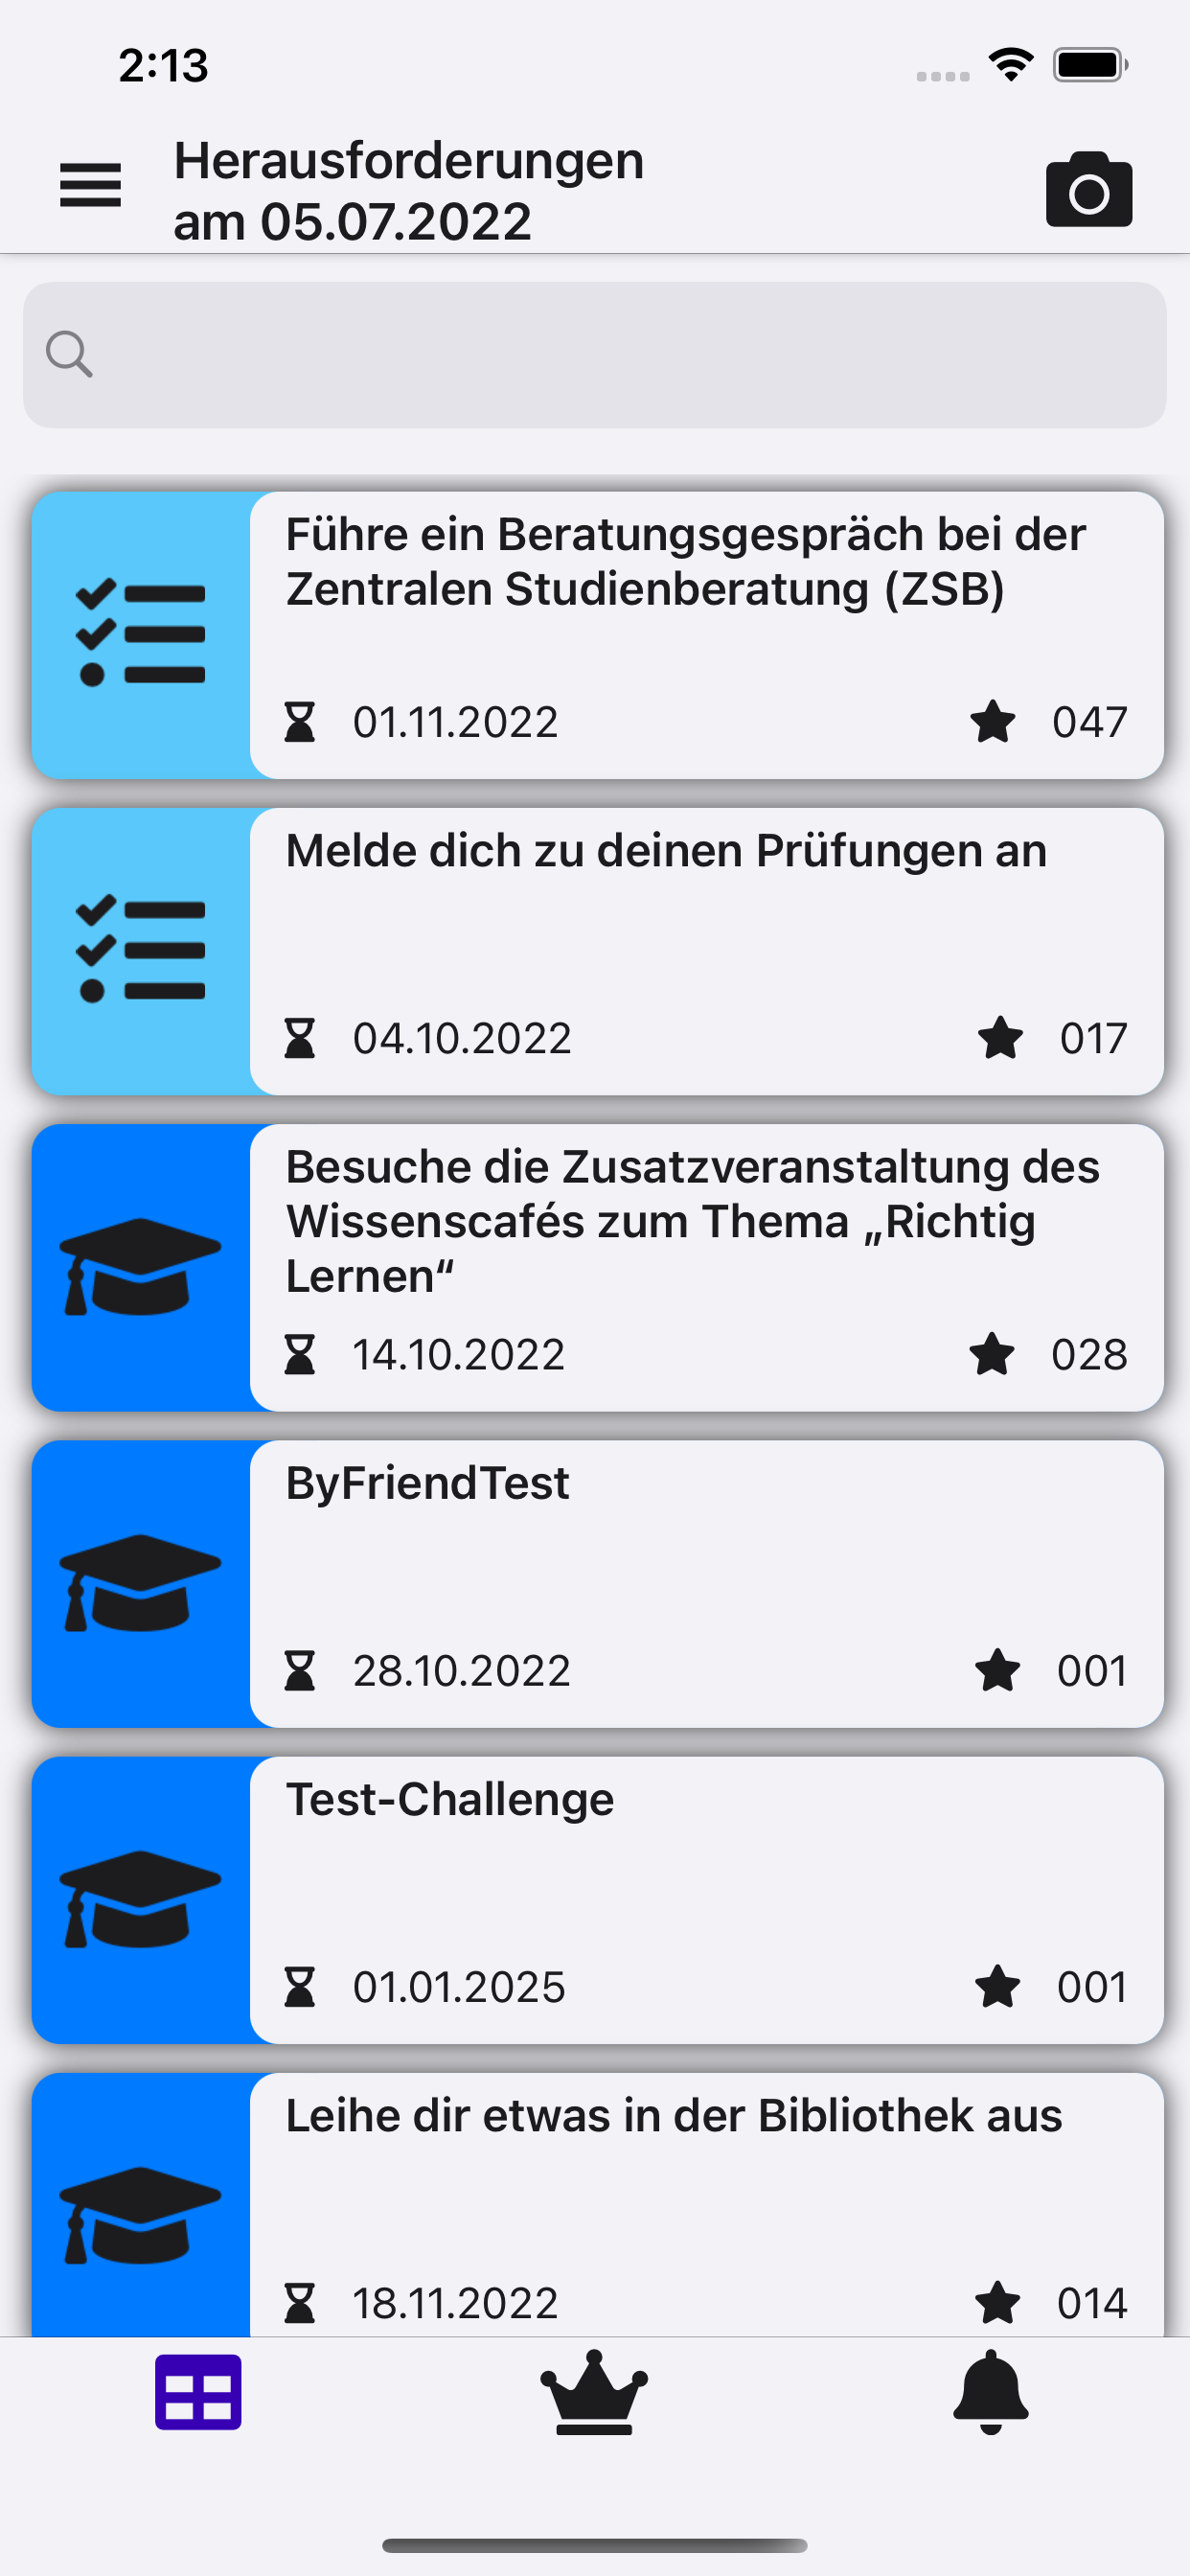 2:13
Herausforderungen
am 05.07.2022
Führe ein Beratungsgespräch bei der
Zentralen Studienberatung (ZSB)
01.11.2022 047
Melde dich zu deinen Prüfungen an
04.10.2022 017
Besuche die Zusatzveranstaltung des
Wissenscafés zum Thema „Richtig
Lernen“
14.10.2022 028
ByFriendTest
28.10.2022 001
Test-Challenge
01.01.2025 001
Leihe dir etwas in der Bibliothek aus
18.11.2022 014